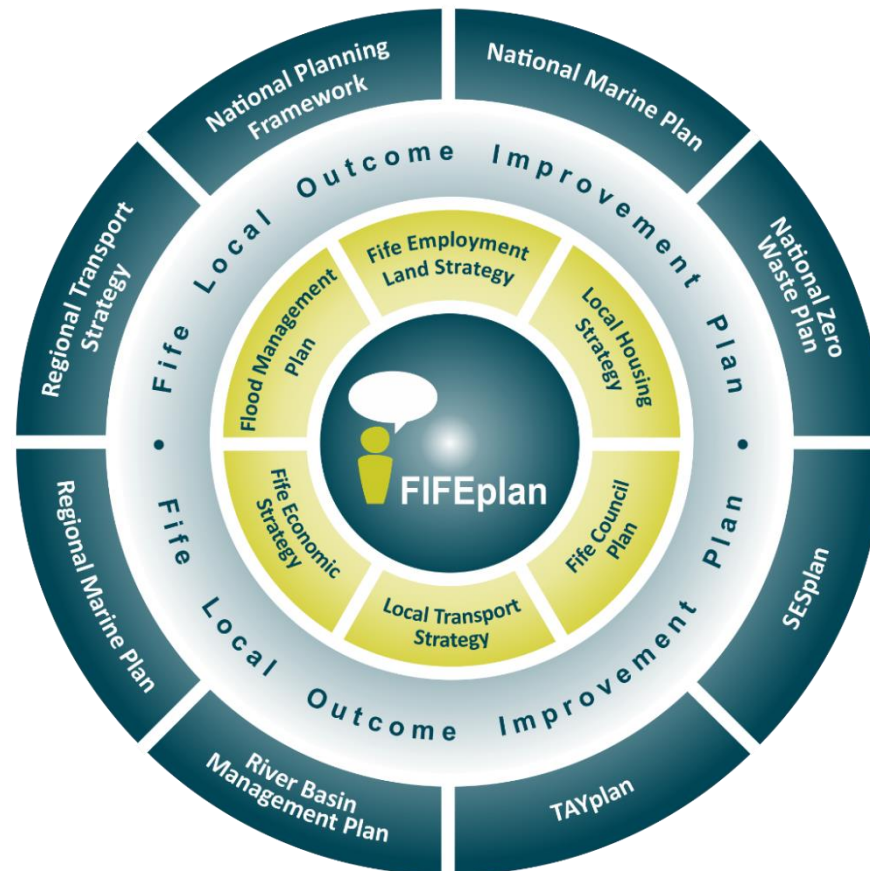 National Planning
Framework
National Marine Plan
National Zero
Waste Plan
SESplan
TAYplan
River Basin
Management Plan
Regional Marine Plan
Regional Transport
Strategy
• Fife Local Outcome Improvement Plan •
Fife Local Outcome Improvement Plan
Fife Employment
Land Strategy
Local Housing
Strategy
Fife Council
Plan
Local Transport
Strategy
Fife Economic
Strategy
Flood Management
Plan
FIFEplan